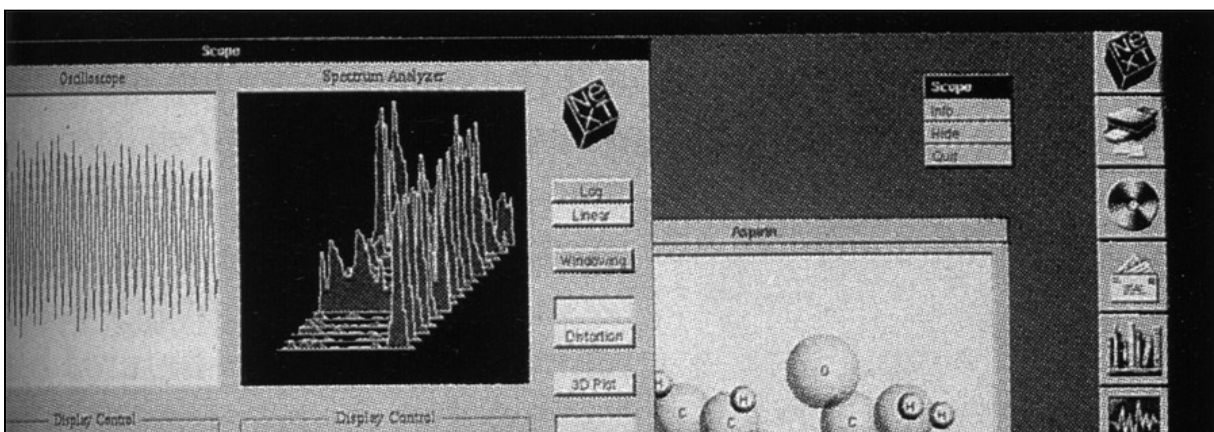 Scope
Oscilloscope
Spectrum Analyzer
NeXT
Log
Linear
Windowing
Distortion
3D Plot
Display Control
Display Control
Scope
Info
Hide
Quit
Aspirin
H
C
H
C
O
C
H
H
NeXT